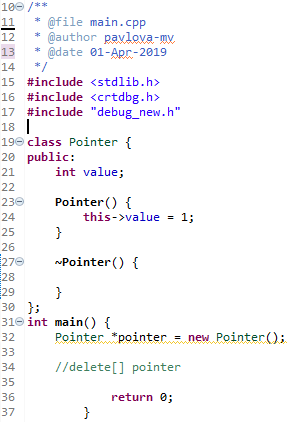 10 /**
11 * @file main.cpp
12 * @author pavlova-mv
13 * @date 01-Apr-2019
14 */
15 #include <stdlib.h>
16 #include <crtdbg.h>
17 #include "debug_new.h"
18
19 class Pointer {
20 public:
21 int value;
22
23 Pointer() {
24 this->value = 1;
25 }
26
27 ~Pointer() {
28
29 }
30 };
31 int main() {
32 Pointer *pointer = new Pointer();
33
34 //delete[] pointer
35
36 return 0;
37 }